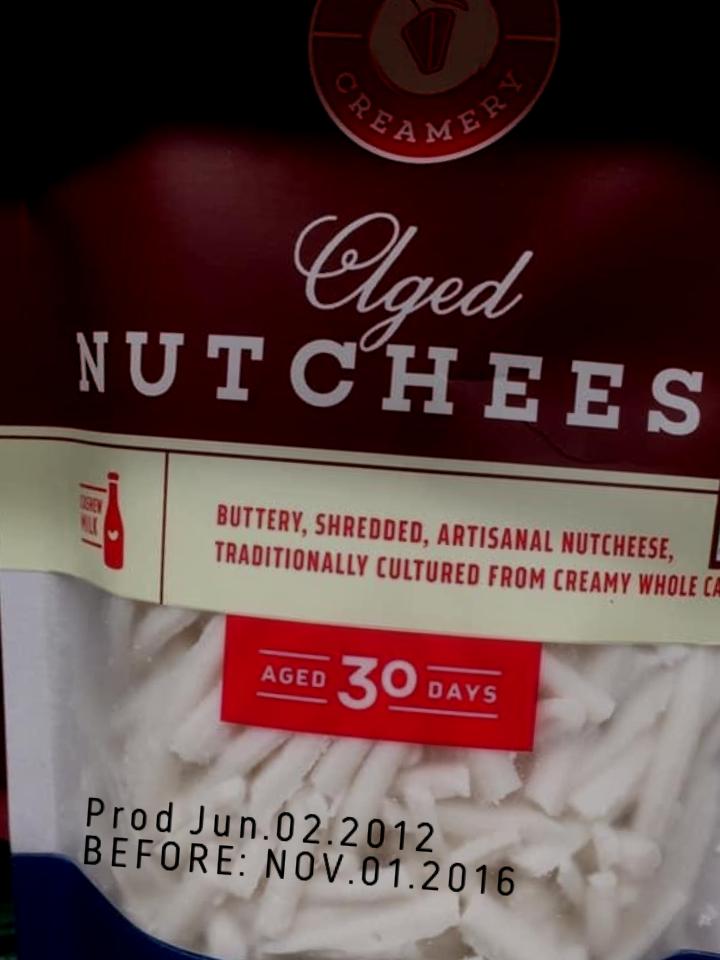 CREAMERY
Aged
NUTCHEES
CASHEW
MILK
BUTTERY, SHREDDED, ARTISANAL NUTCHEESE,
TRADITIONALLY CULTURED FROM CREAMY WHOLE CA
AGED 30 DAYS
Prod Jun.02.2012
BEFORE: NOV.01.2016